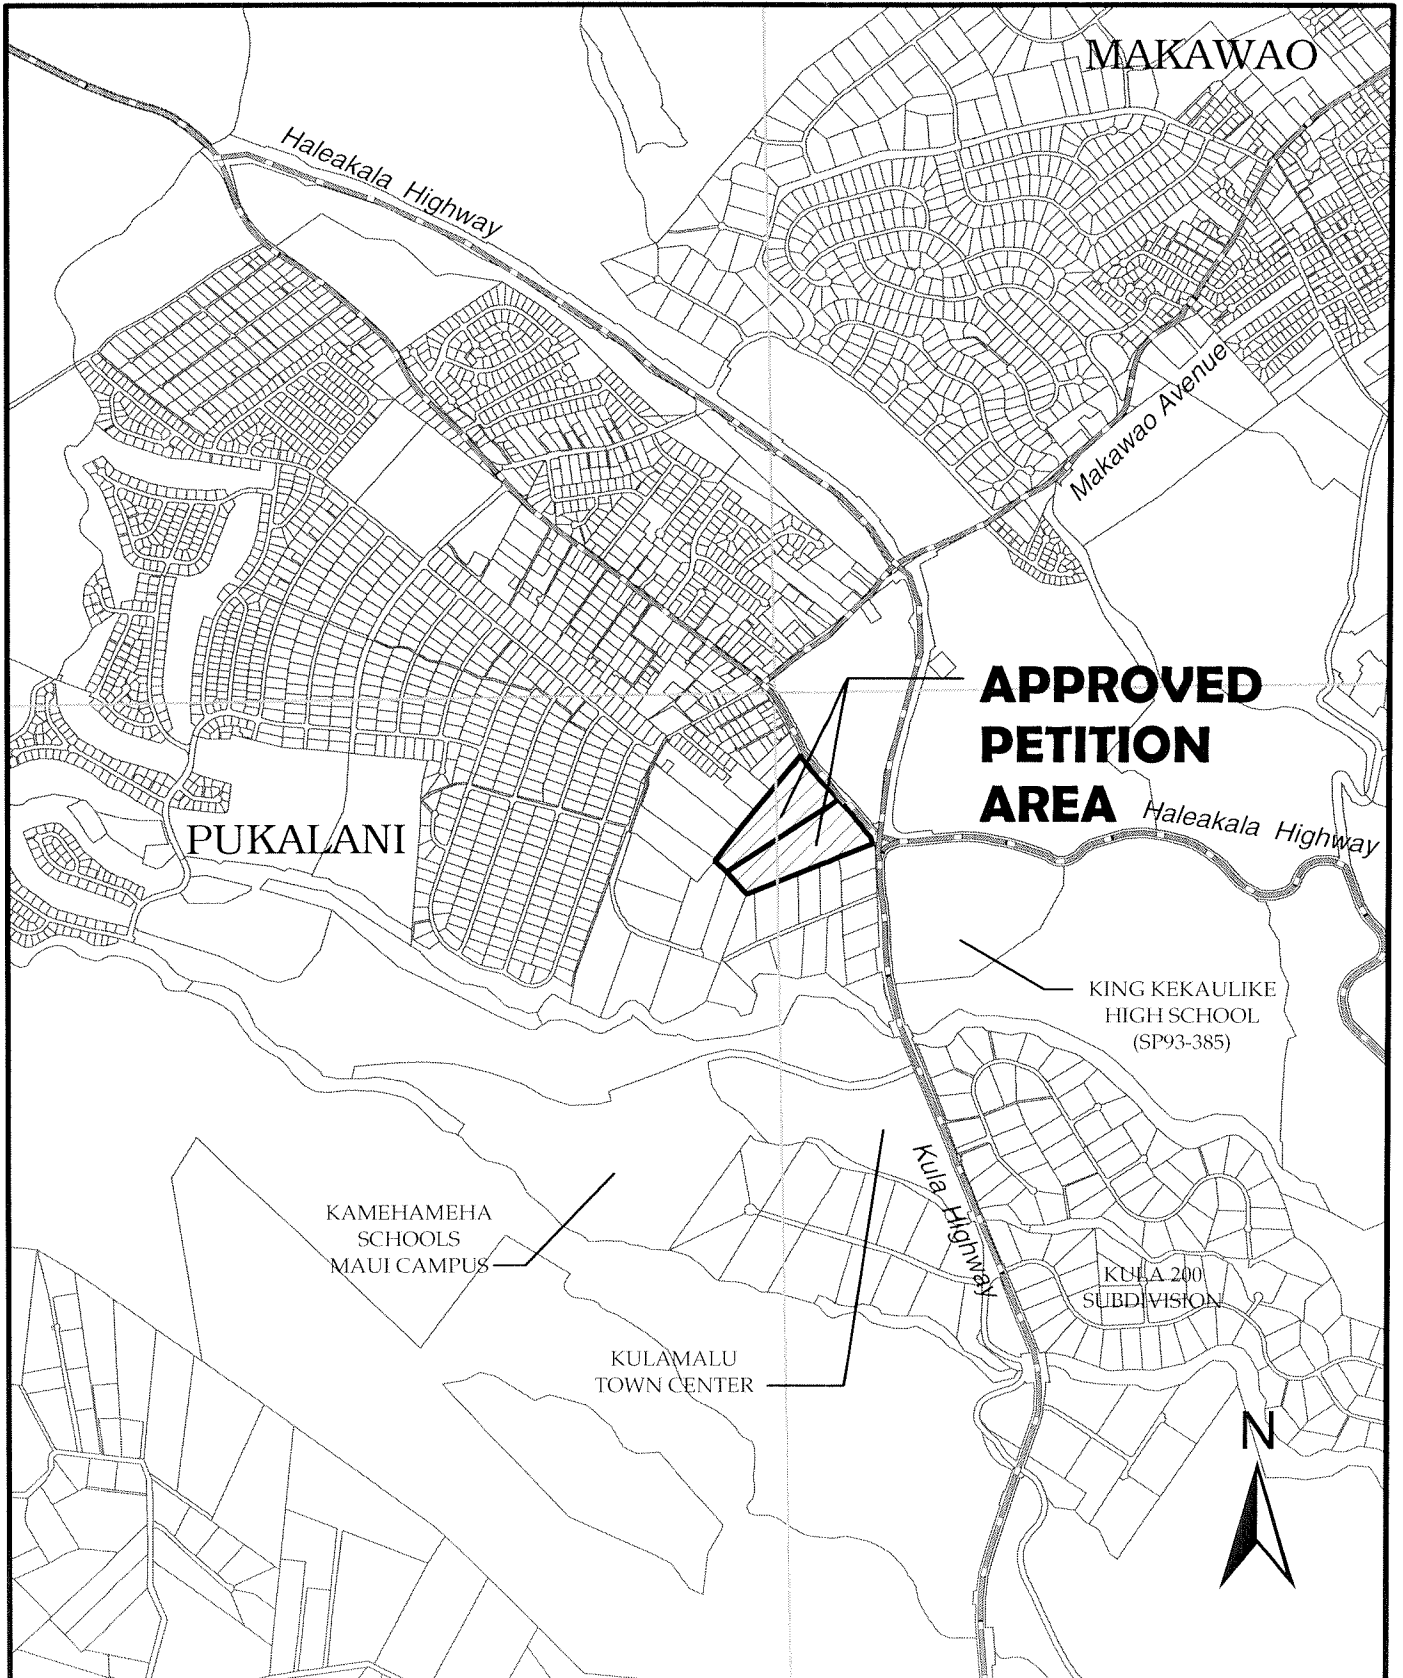 MAKAWAO
Haleakala Highway
Makawao Avenue
APPROVED
PETITION
AREA
Haleakala Highway
PUKALANI
KING KEKAULIKE
HIGH SCHOOL
(SP93-385)
Kula Highway
KAMEHAMEHA
SCHOOLS
MAUI CAMPUS
KULA 200
SUBDIVISION
KULAMALU
TOWN CENTER
N